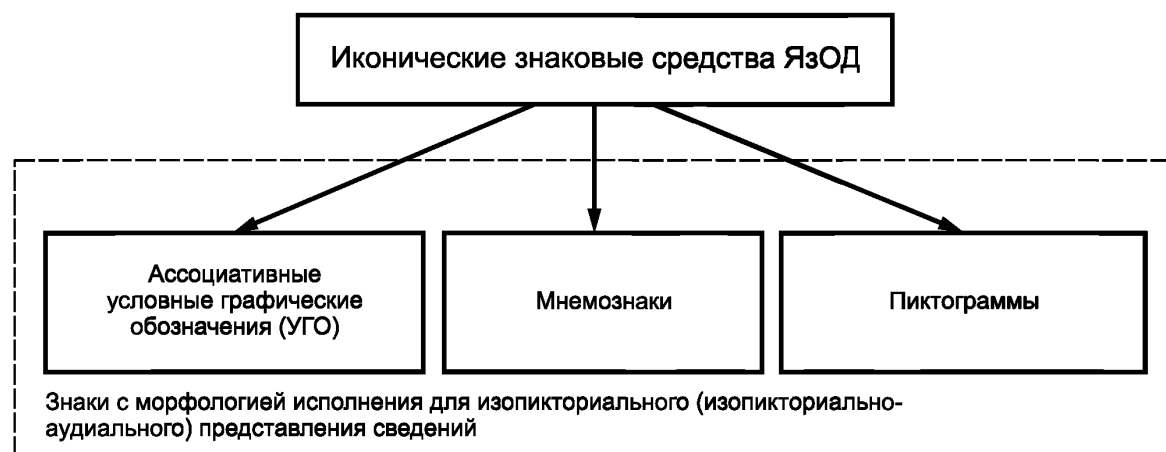 Иконические знаковые средства ЯзОД
Ассоциативные
условные графические
обозначения (УГО)
Мнемознаки
Пиктограммы
Знаки с морфологией исполнения для изопикториального (изопикториально-
аудиального) представления сведений